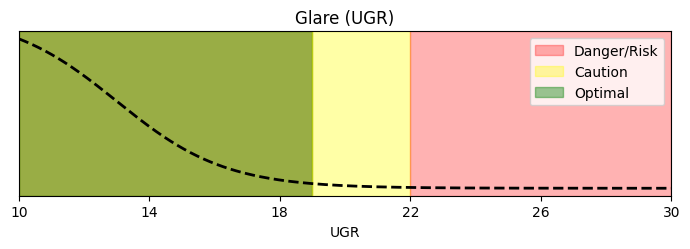 Glare (UGR)
Danger/Risk
Caution
Optimal
10 14 18 22 26 30
UGR